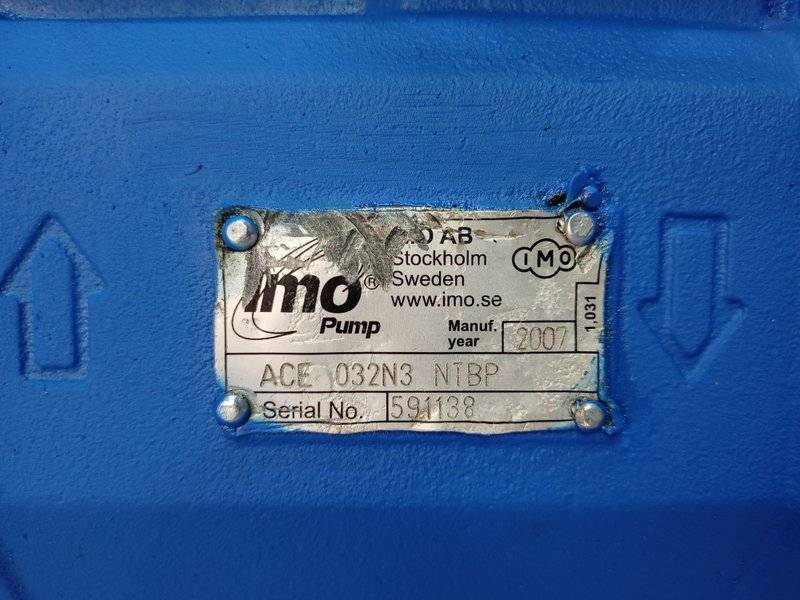 imo®
Pump
AB
Stockholm
Sweden
www.imo.se
IMO
Manuf.
year
2007
1,031
ACE 032N3 NTBP
Serial No. 591138